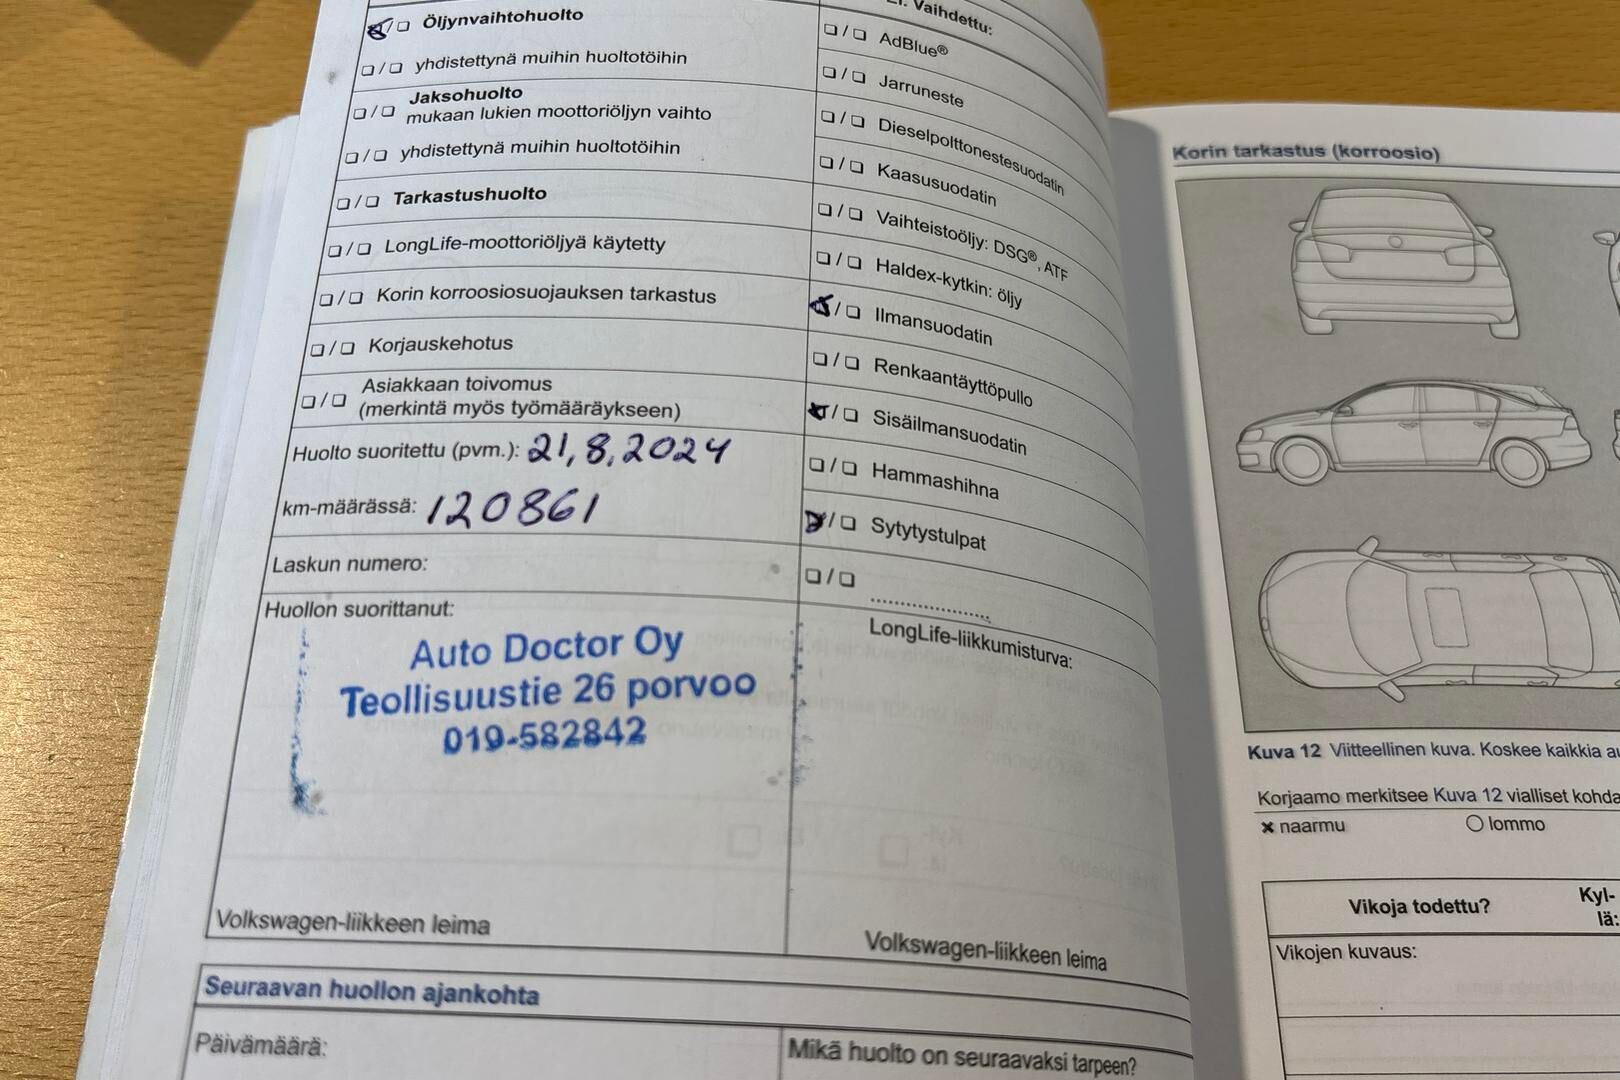 Öljynvaihtohuolto
yhdistettynä muihin huoltotöihin
Jaksohuolto
mukaan lukien moottoriöljyn vaihto
yhdistettynä muihin huoltotöihin
Tarkastushuolto
LongLife-moottoriöljyä käytetty
Korin korroosiosuojauksen tarkastus
Korjauskehotus
Asiakkaan toivomus
(merkintä myös työmääräykseen)
Huolto suoritettu (pvm.): 21,8,2024
km-määrässä: 120861
Laskun numero:
Huollon suorittanut:
Auto Doctor Oy
Teollisuustie 26 porvoo
019-582842
Volkswagen-liikkeen leima
Vaihdettu:
AdBlue®
Jarruneste
Dieselpolttonestesuodatin
Kaasusuodatin
Vaihteistoöljy: DSG®, ATF
Haldex-kytkin: öljy
Ilmansuodatin
Renkaantäyttöpullo
Sisäilmansuodatin
Hammashihna
Sytytystulpat
LongLife-liikkumisturva:
Volkswagen-liikkeen leima
Seuraavan huollon ajankohta
Päivämäärä:
Mikä huolto on seuraavaksi tarpeen?
Korin tarkastus (korroosio)
Kuva 12 Viitteellinen kuva. Koskee kaikkia
Korjaamo merkitsee Kuva 12 vialliset
× naarmu
○ lommo
Vikoja todettu?
Kyl-
lä:
Vikojen kuvaus: